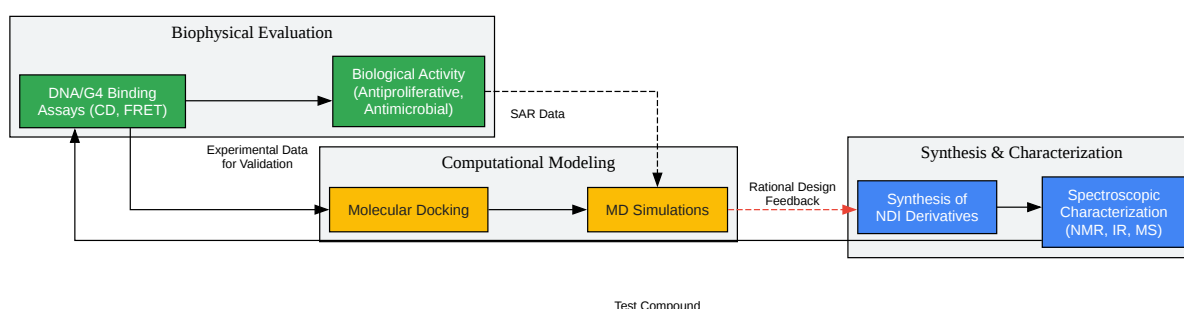 Biophysical Evaluation
DNA/G4 Binding
Assays (CD, FRET)
Biological Activity
(Antiproliferative,
Antimicrobial)
SAR Data
Experimental Data
for Validation
Computational Modeling
Molecular Docking
MD Simulations
Rational Design
Feedback
Synthesis & Characterization
Synthesis of
NDI Derivatives
Spectroscopic
Characterization
(NMR, IR, MS)
Test Compound